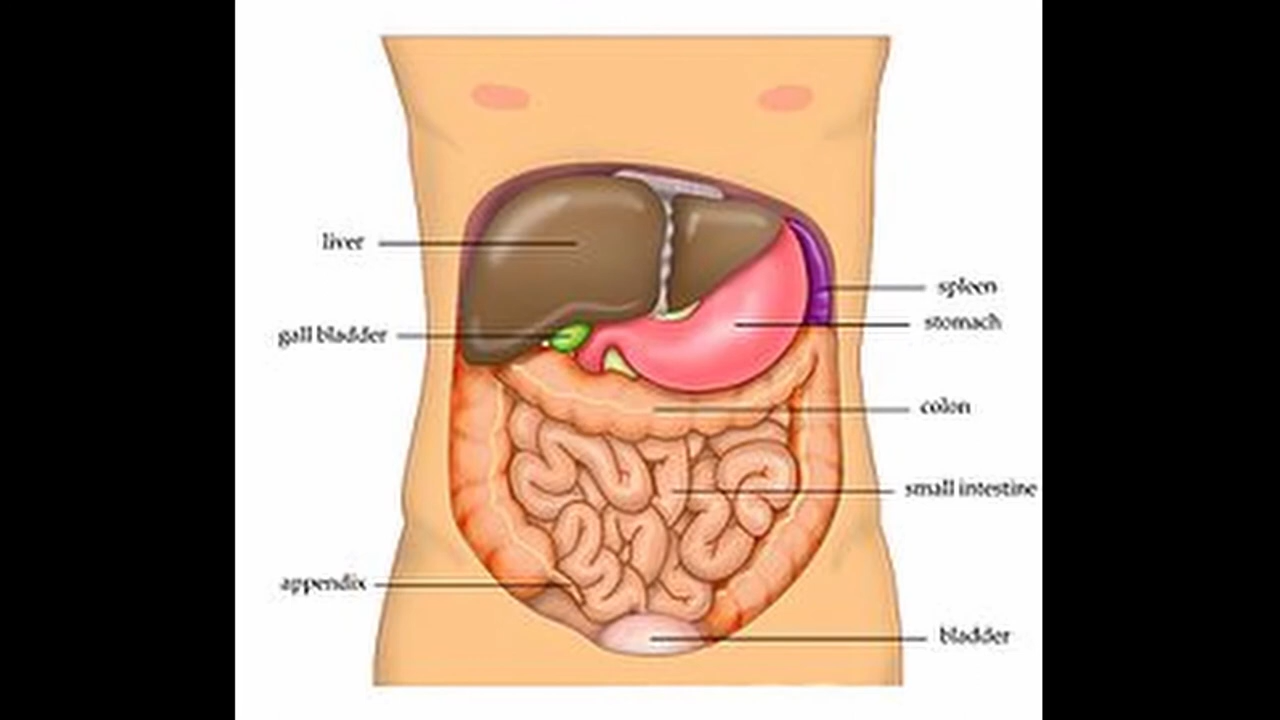 liver
spleen
stomach
gall bladder
colon
small intestine
appendix
bladder